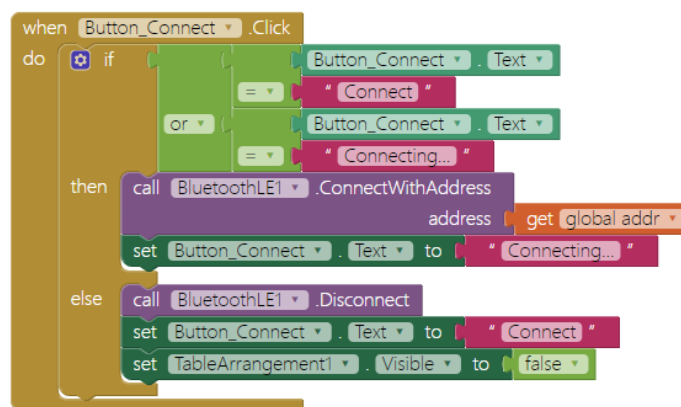 when Button_Connect .Click
do if Button_Connect . Text
= " Connect "
or Button_Connect . Text
= " Connecting... "
then call BluetoothLE1 .ConnectWithAddress
address get global addr
set Button_Connect . Text to " Connecting... "
else call BluetoothLE1 .Disconnect
set Button_Connect . Text to " Connect "
set TableArrangement1 . Visible to false